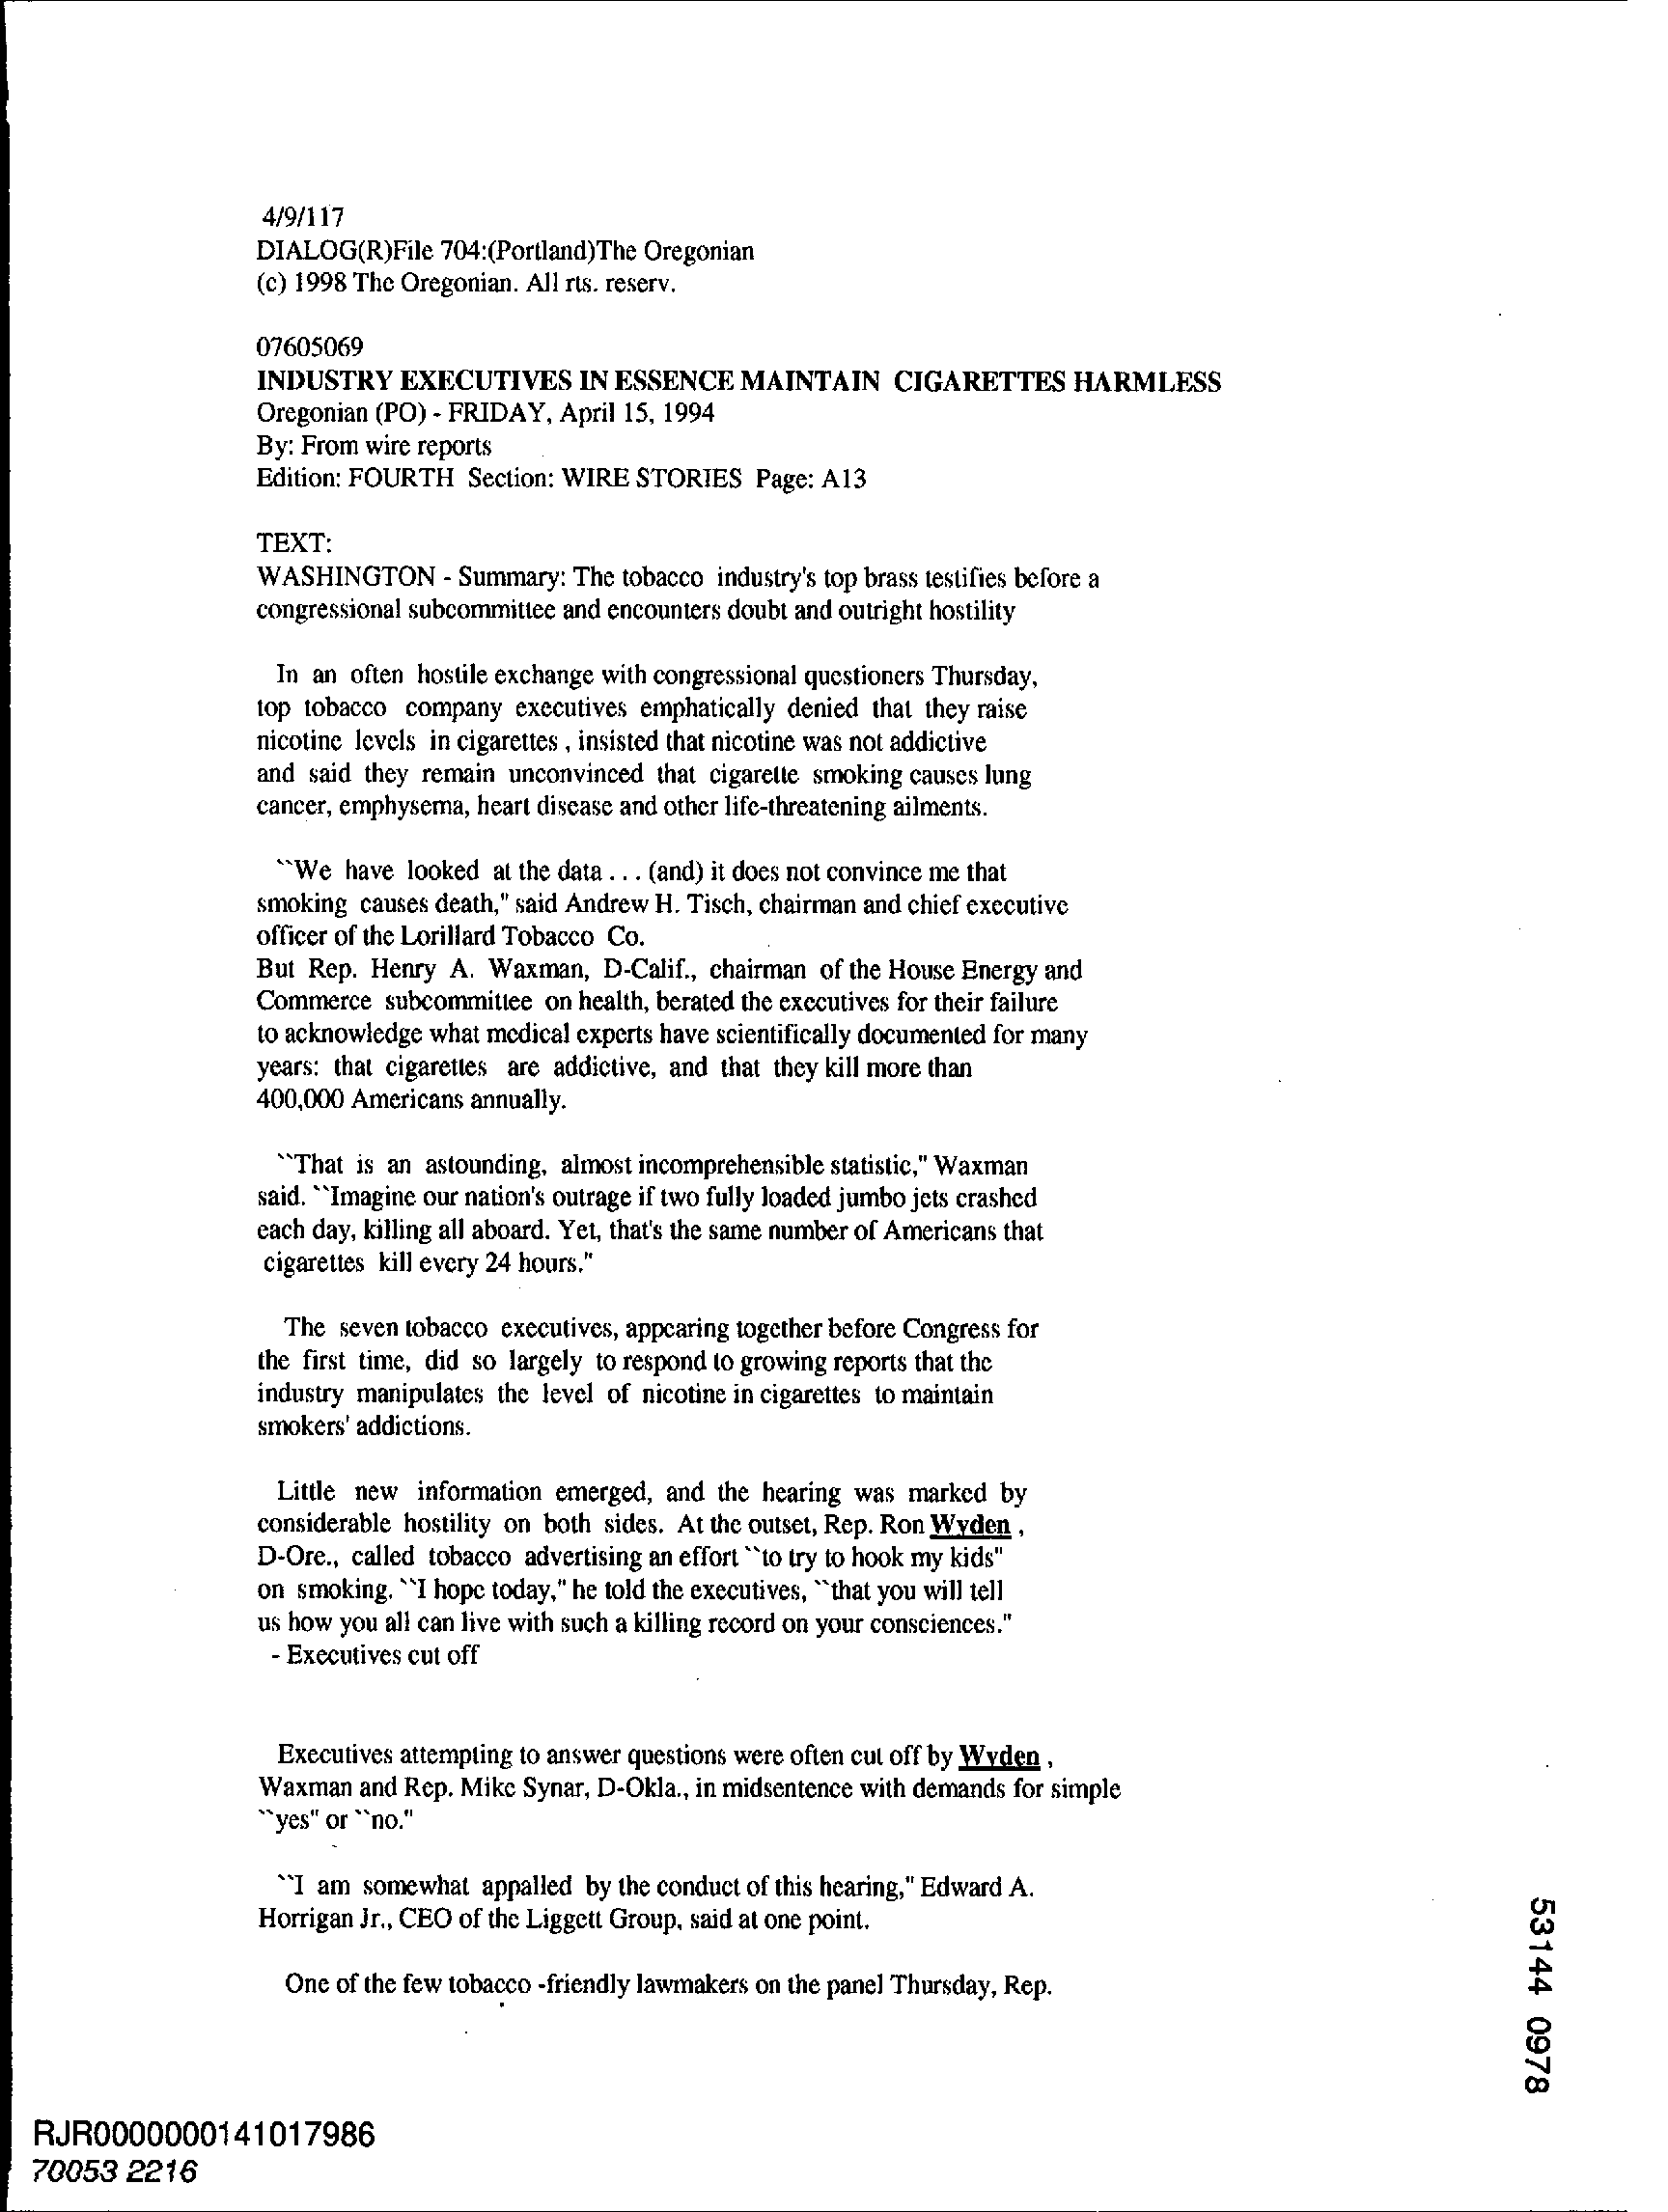 4/9/117
DIALOG(R)File 704:(Portland)The Oregonian
(c) 1998 The Oregonian. All rts. reserv.
07605069
INDUSTRY EXECUTIVES IN ESSENCE MAINTAIN CIGARETTES HARMLESS
Oregonian (PO) - FRIDAY, April 15, 1994
By: From wire reports
Edition: FOURTH Section: WIRE STORIES Page: A13
TEXT:
WASHINGTON - Summary: The tobacco industry's top brass testifies before a
congressional subcommittee and encounters doubt and outright hostility
In an often hostile exchange with congressional questioners Thursday,
top tobacco company executives emphatically denied that they raise
nicotine levels in cigarettes , insisted that nicotine was not addictive
and said they remain unconvinced that cigarette smoking causes lung
cancer, emphysema, heart disease and other life-threatening ailments.
``We have looked at the data . . . (and) it does not convince me that
smoking causes death," said Andrew H. Tisch, chairman and chief executive
officer of the Lorillard Tobacco Co.
But Rep. Henry A. Waxman, D-Calif., chairman of the House Energy and
Commerce subcommittee on health, berated the executives for their failure
to acknowledge what medical experts have scientifically documented for many
years: that cigarettes are addictive, and that they kill more than
400,000 Americans annually.
``That is an astounding, almost incomprehensible statistic," Waxman
said. ``Imagine our nation's outrage if two fully loaded jumbo jets crashed
each day, killing all aboard. Yet, that's the same number of Americans that
cigarettes kill every 24 hours."
The seven tobacco executives, appearing together before Congress for
the first time, did so largely to respond to growing reports that the
industry manipulates the level of nicotine in cigarettes to maintain
smokers' addictions.
Little new information emerged, and the hearing was marked by
considerable hostility on both sides. At the outset, Rep. Ron Wyden ,
D-Ore., called tobacco advertising an effort ``to try to hook my kids"
on smoking. ``I hope today," he told the executives, ``that you will tell
us how you all can live with such a killing record on your consciences."
- Executives cut off
Executives attempting to answer questions were often cut off by Wyden ,
Waxman and Rep. Mike Synar, D-Okla., in midsentence with demands for simple
``yes" or ``no."
``I am somewhat appalled by the conduct of this hearing," Edward A.
Horrigan Jr., CEO of the Liggett Group, said at one point.
One of the few tobacco -friendly lawmakers on the panel Thursday, Rep.
53144 0978
RJR0000000141017986
70053 2216